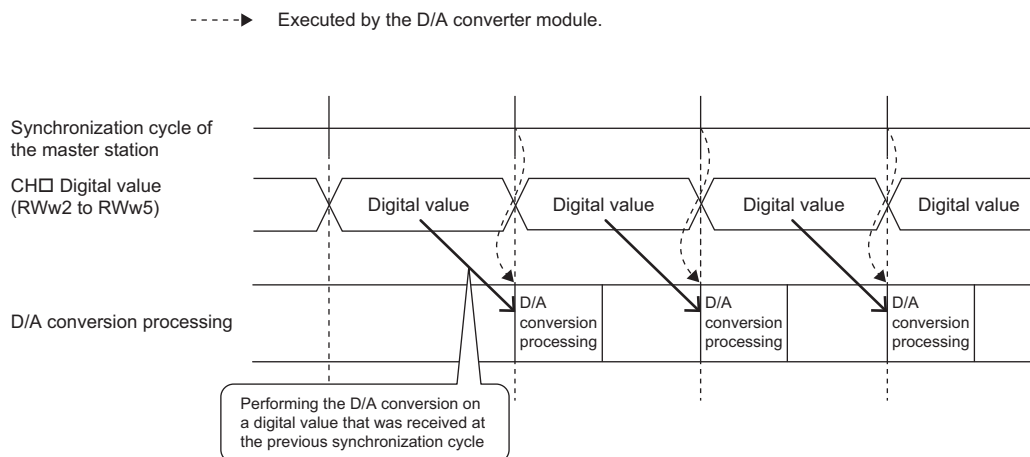 Executed by the D/A converter module.
Synchronization cycle of
the master station
CH□ Digital value
(RWw2 to RWw5)
Digital value
Digital value
Digital value
Digital value
D/A conversion processing
D/A
conversion
processing
D/A
conversion
processing
D/A
conversion
processing
Performing the D/A conversion on
a digital value that was received at
the previous synchronization cycle